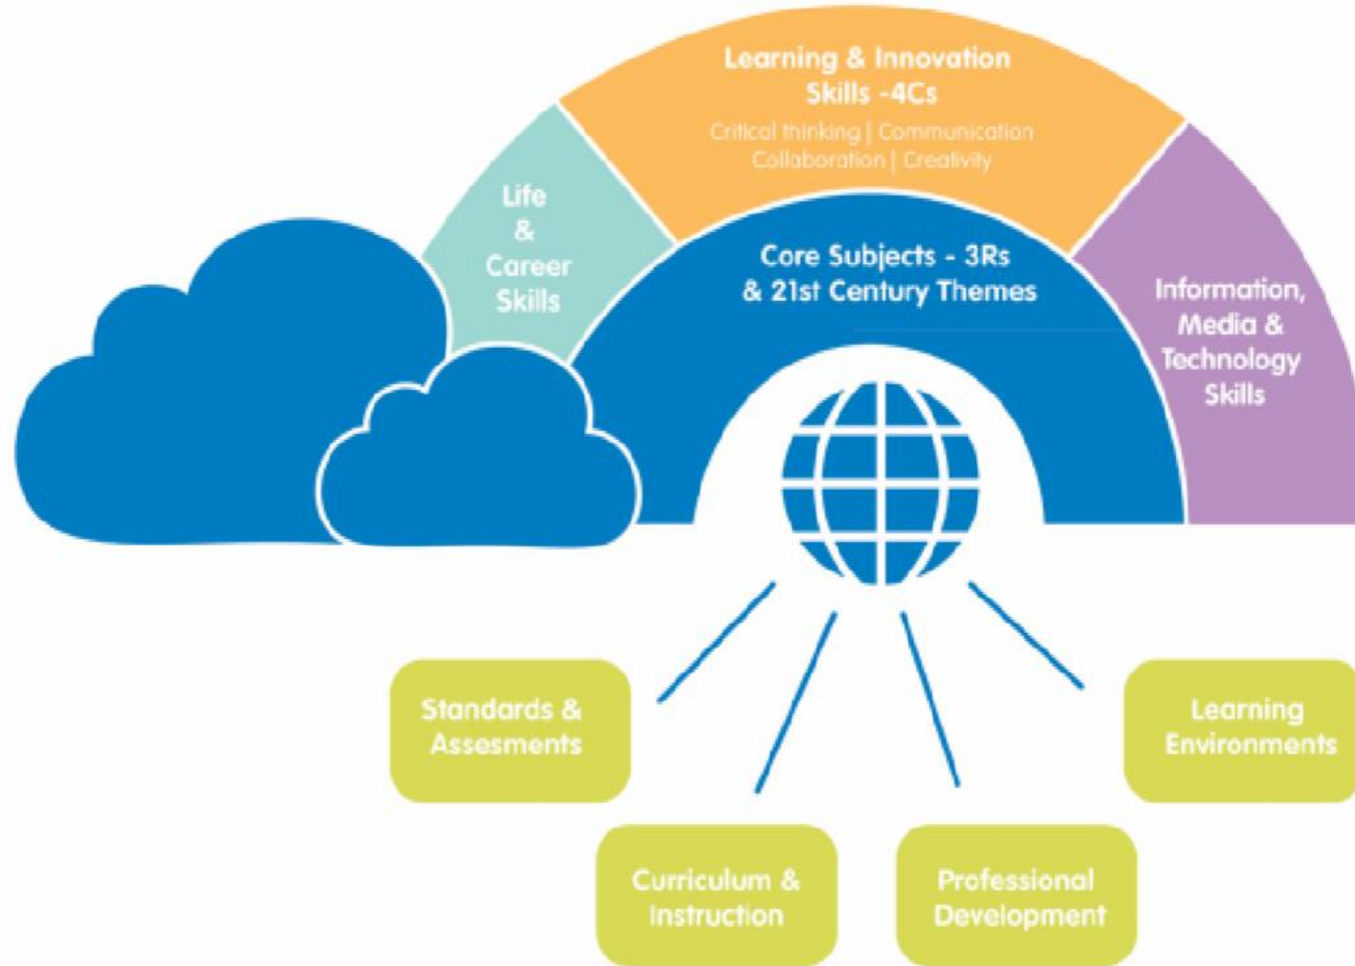 Learning & Innovation
Skills -4Cs
Critical thinking | Communication
Collaboration | Creativity
Life
&
Career
Skills
Core Subjects - 3Rs
& 21st Century Themes
Information,
Media &
Technology
Skills
Standards &
Assesments
Learning
Environments
Curriculum &
Instruction
Professional
Development